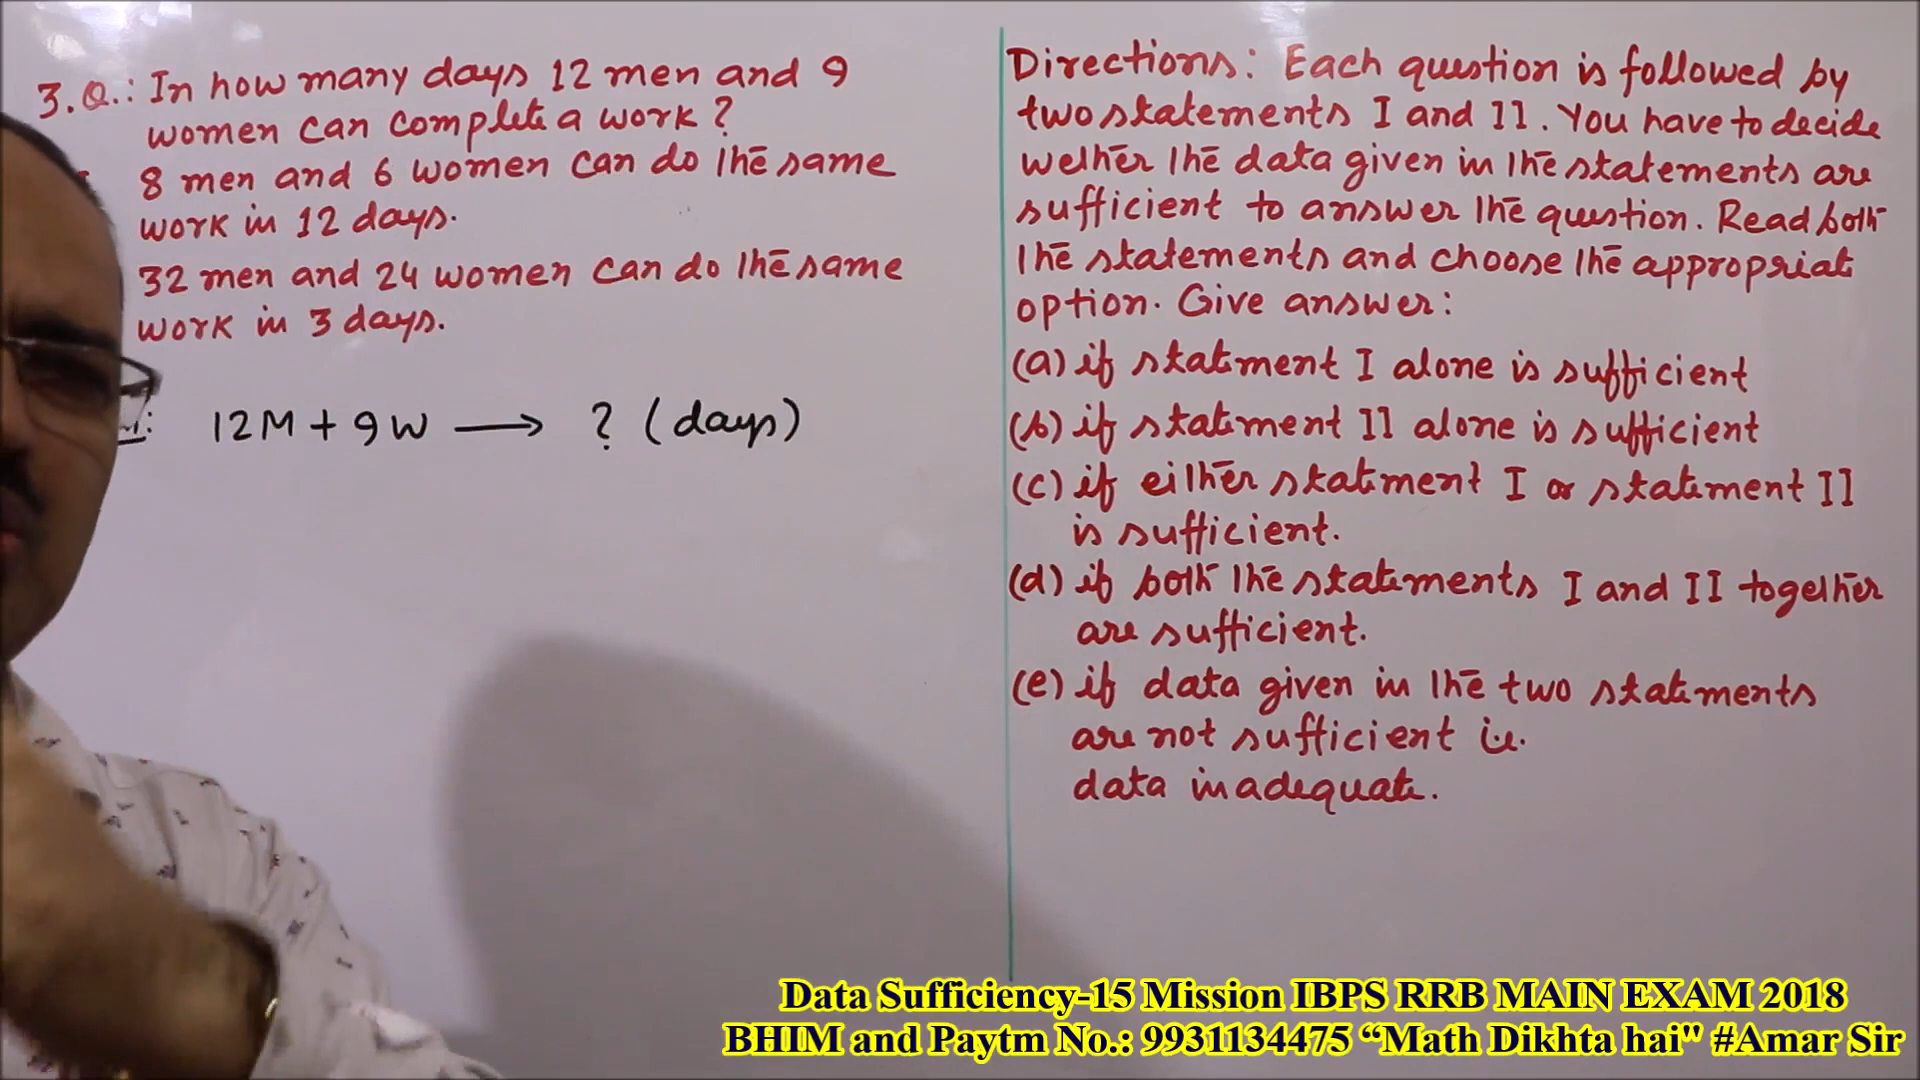 3.Q.: In how many days 12 men and 9
women can complete a work?
8 men and 6 women can do the same
work in 12 days.
32 men and 24 women can do the same
work in 3 days.
12M + 9W → ? (days)
Directions: Each question is followed by
two statements I and II. You have to decide
wether the data given in the statements are
sufficient to answer the question. Read both
the statements and choose the appropriate
option. Give answer:
(a) if statement I alone is sufficient
(b) if statement II alone is sufficient
(c) if either statement I or statement II
is sufficient.
(d) if both the statements I and II together
are sufficient.
(e) if data given in the two statements
are not sufficient i.e.
data inadequate.
Data Sufficiency-15 Mission IBPS RRB MAIN EXAM 2018
BHIM and Paytm No.: 9931134475 “Math Dikhta hai" #Amar Sir